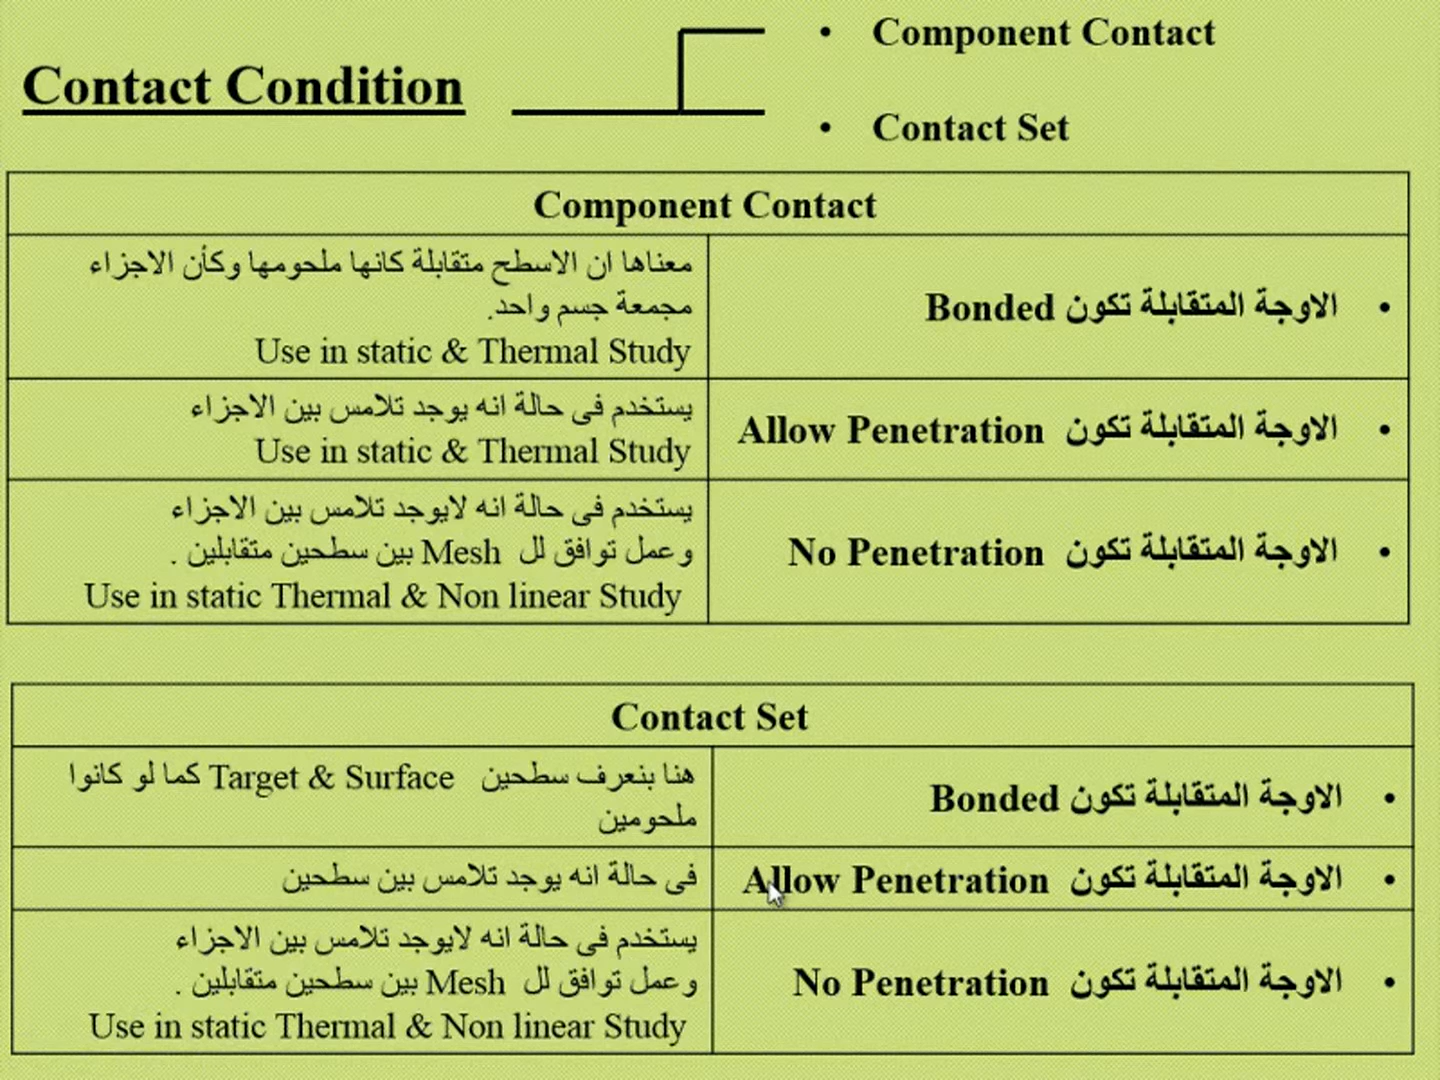 Contact Condition
• Component Contact
• Contact Set
Component Contact
• الاوجة المتقابلة تكون Bonded
معناها ان الاسطح متقابلة كانها ملحومها وكأن الاجزاء
مجمعة جسم واحد.
Use in static & Thermal Study
• الاوجة المتقابلة تكون Allow Penetration
يستخدم فى حالة انه يوجد تلامس بين الاجزاء
Use in static & Thermal Study
• الاوجة المتقابلة تكون No Penetration
يستخدم فى حالة انه لايوجد تلامس بين الاجزاء
وعمل توافق لل Mesh بين سطحين متقابلين .
Use in static Thermal & Non linear Study
Contact Set
• الاوجة المتقابلة تكون Bonded
هنا بنعرف سطحين Target & Surface كما لو كانوا
ملحومين
• الاوجة المتقابلة تكون Allow Penetration
فى حالة انه يوجد تلامس بين سطحين
• الاوجة المتقابلة تكون No Penetration
يستخدم فى حالة انه لايوجد تلامس بين الاجزاء
وعمل توافق لل Mesh بين سطحين متقابلين .
Use in static Thermal & Non linear Study